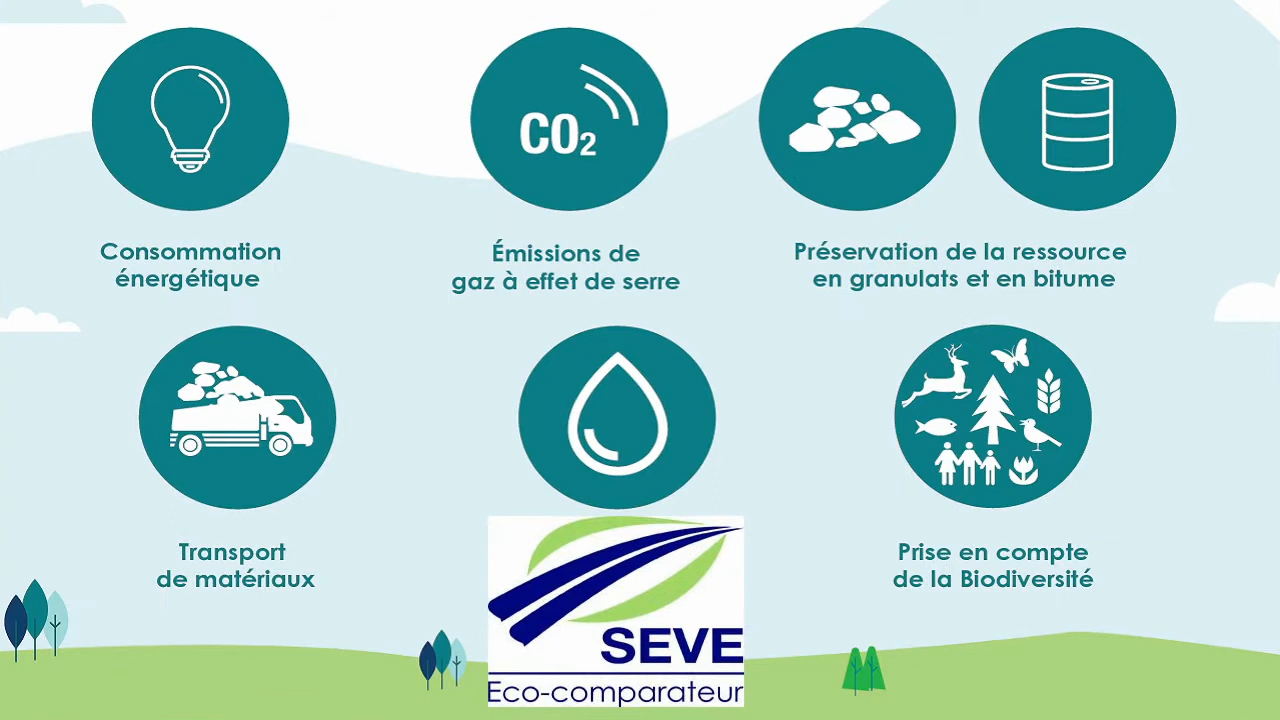 CO2
Consommation
énergétique
Émissions de
gaz à effet de serre
Préservation de la ressource
en granulats et en bitume
Transport
de matériaux
Prise en compte
de la Biodiversité
SEVE
Eco-comparateur